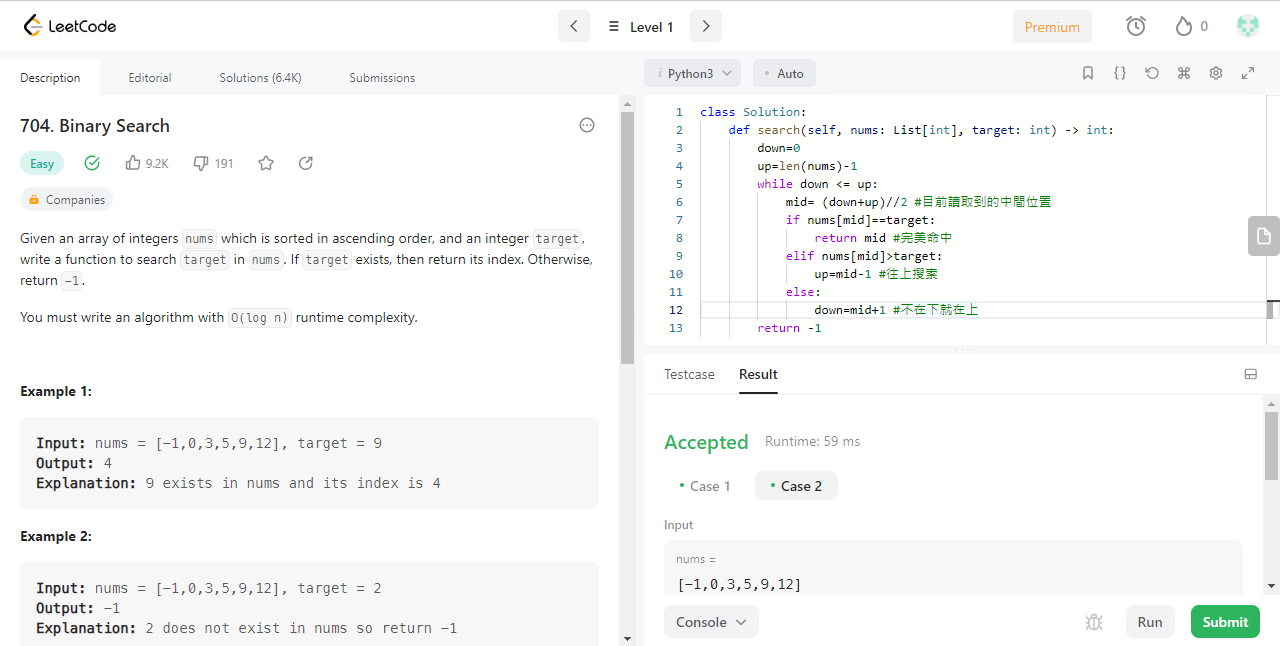 LeetCode
Level 1
Premium
0
Description Editorial Solutions (6.4K) Submissions
704. Binary Search
Easy 9.2K 191
Companies
Given an array of integers nums which is sorted in ascending order, and an integer target,
write a function to search target in nums. If target exists, then return its index. Otherwise,
return -1.
You must write an algorithm with O(log n) runtime complexity.
Example 1:
Input: nums = [-1,0,3,5,9,12], target = 9
Output: 4
Explanation: 9 exists in nums and its index is 4
Example 2:
Input: nums = [-1,0,3,5,9,12], target = 2
Output: -1
Explanation: 2 does not exist in nums so return -1
i Python3 • Auto
1 class Solution:
2 def search(self, nums: List[int], target: int) -> int:
3 down=0
4 up=len(nums)-1
5 while down <= up:
6 mid= (down+up)//2 #目前讀取到的中間位置
7 if nums[mid]==target:
8 return mid #完美命中
9 elif nums[mid]>target:
10 up=mid-1 #往上搜索
11 else:
12 down=mid+1 #不在下就在上
13 return -1
Testcase Result
Accepted Runtime: 59 ms
• Case 1 • Case 2
Input
nums =
[-1,0,3,5,9,12]
Console Run Submit